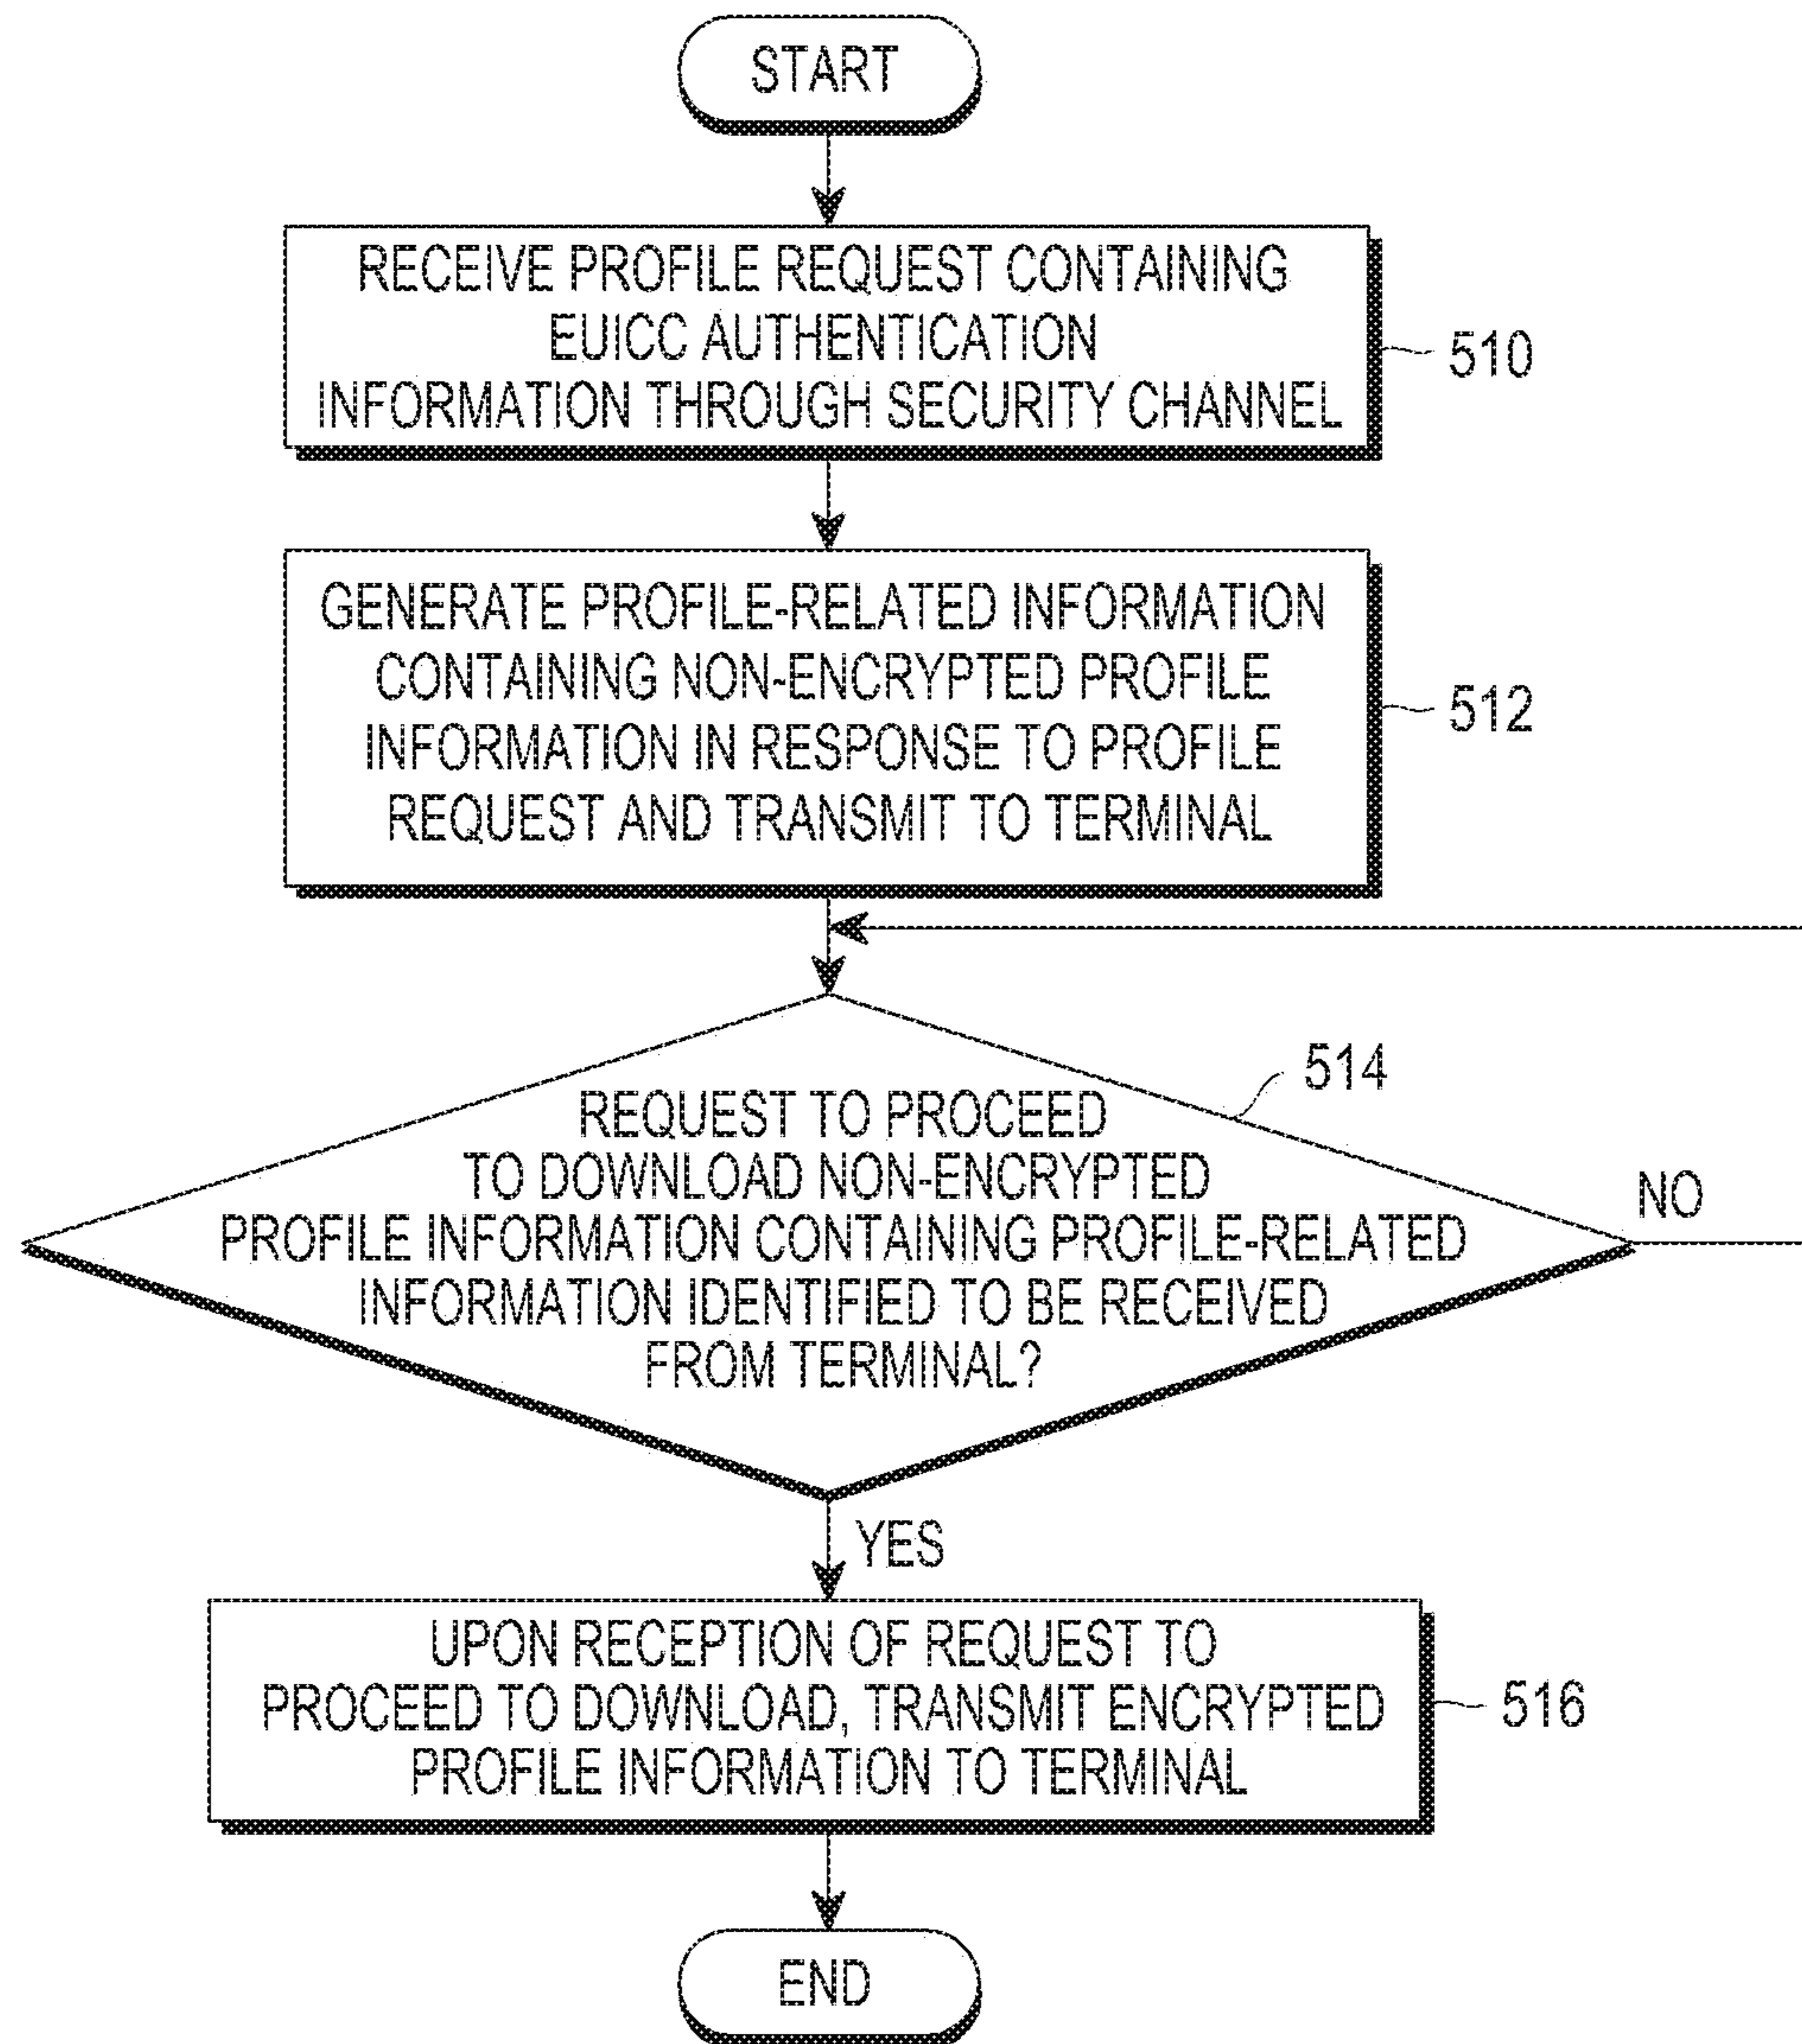 START
RECEIVE PROFILE REQUEST CONTAINING
EUICC AUTHENTICATION
INFORMATION THROUGH SECURITY CHANNEL
510
GENERATE PROFILE-RELATED INFORMATION
CONTAINING NON-ENCRYPTED PROFILE
INFORMATION IN RESPONSE TO PROFILE
REQUEST AND TRANSMIT TO TERMINAL
512
514
REQUEST TO PROCEED
TO DOWNLOAD NON-ENCRYPTED
PROFILE INFORMATION CONTAINING PROFILE-RELATED
INFORMATION IDENTIFIED TO BE RECEIVED
FROM TERMINAL?
NO
YES
UPON RECEPTION OF REQUEST TO
PROCEED TO DOWNLOAD, TRANSMIT ENCRYPTED
PROFILE INFORMATION TO TERMINAL
516
END